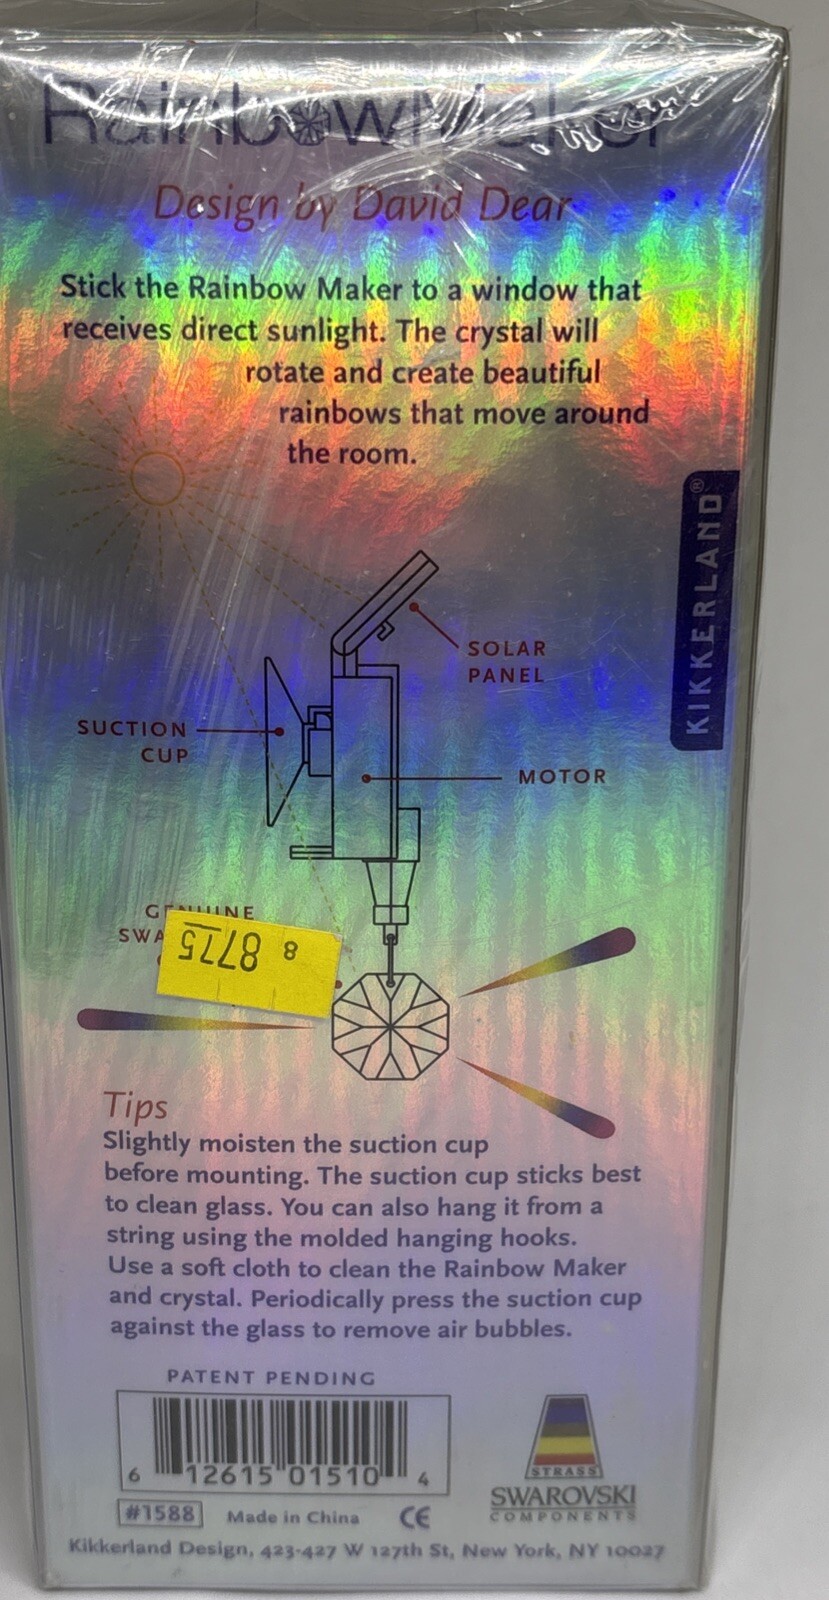 RainbowMaker
Design by David Dear
Stick the Rainbow Maker to a window that
receives direct sunlight. The crystal will
rotate and create beautiful
rainbows that move around
the room.
KIKKERLAND®
SOLAR
PANEL
SUCTION
CUP
MOTOR
GENUINE
SWA
8775 8
Tips
Slightly moisten the suction cup
before mounting. The suction cup sticks best
to clean glass. You can also hang it from a
string using the molded hanging hooks.
Use a soft cloth to clean the Rainbow Maker
and crystal. Periodically press the suction cup
against the glass to remove air bubbles.
PATENT PENDING
6 12615 01510 4
#1588 Made in China CE
STRASS
SWAROVSKI
COMPONENTS
Kikkerland Design, 423-427 W 127th St, New York, NY 10027